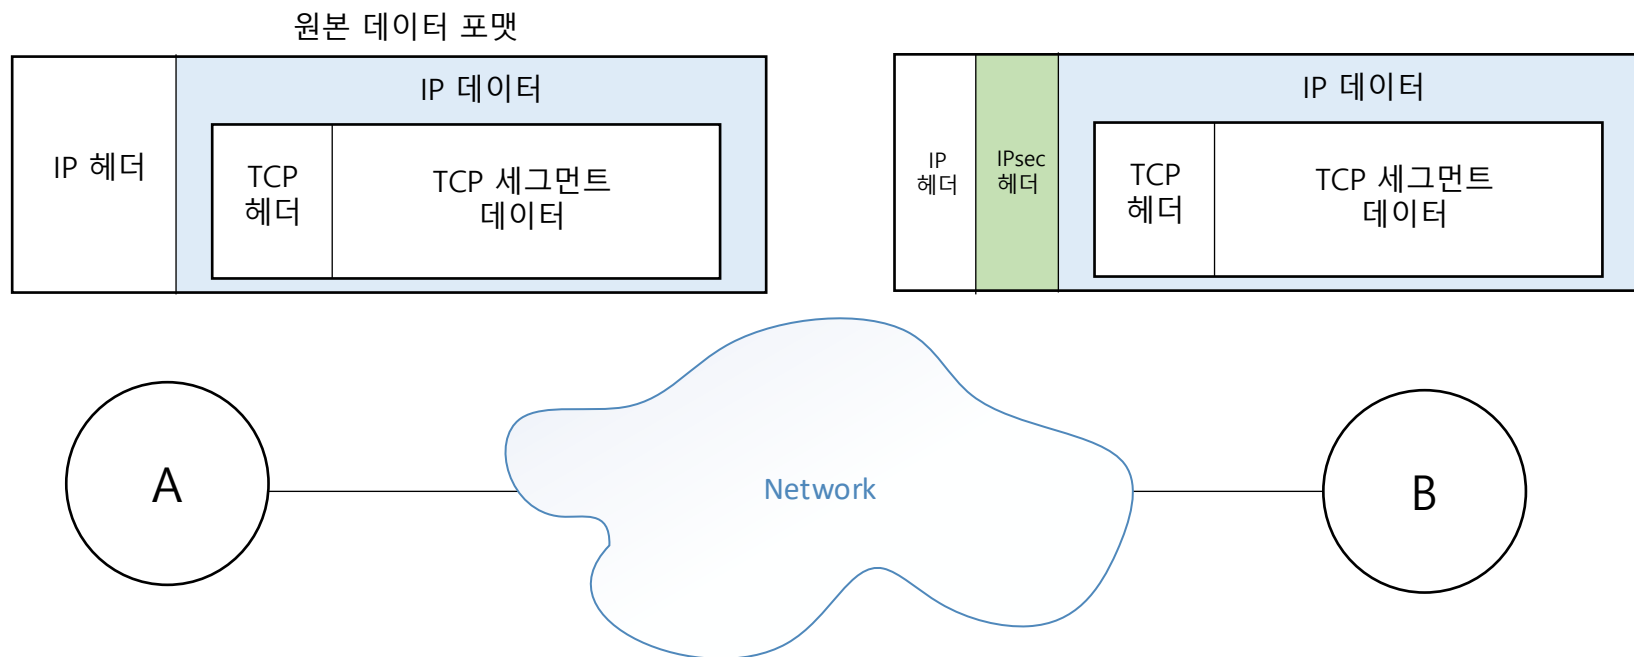 원본 데이터 포맷
IP 헤더
IP 데이터
TCP
헤더
TCP 세그먼트
데이터
IP
헤더
IPsec
헤더
IP 데이터
TCP
헤더
TCP 세그먼트
데이터
A
Network
B